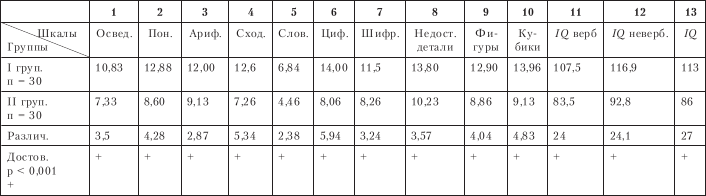 1 2 3 4 5 6 7 8 9 10 11 12 13
Шкалы Группы Освед. Пон. Ариф. Сход. Слов. Циф. Шифр. Недост. детали Фи- гуры Ку- бики IQ верб IQ неверб. IQ
I груп. п = 30 10,83 12,88 12,00 12,6 6,84 14,00 11,5 13,80 12,90 13,96 107,5 116,9 113
II груп. п = 30 7,33 8,60 9,13 7,26 4,46 8,06 8,26 10,23 8,86 9,13 83,5 92,8 86
Различ. 3,5 4,28 2,87 5,34 2,38 5,94 3,24 3,57 4,04 4,83 24 24,1 27
Достов. р < 0,001 + + + + + + + + + + + + + +